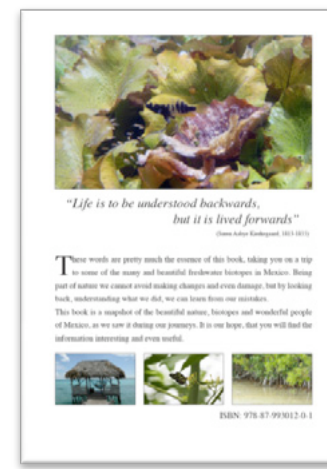 “Life is to be understood backwards,
but it is lived forwards”
(Søren Aabye Kierkegaard, 1813-1855)
These words are pretty much the essence of this book, taking you on a trip
to some of the many and beautiful freshwater biotopes in Mexico. Being
part of nature we cannot avoid making changes and even damage, but by looking
back, understanding what we did, we can learn from our mistakes.
This book is a snapshot of the beautiful nature, biotopes and wonderful people
of Mexico, as we saw it during our journeys. It is our hope, that you will find the
information interesting and even useful.
ISBN: 978-87-993012-0-1